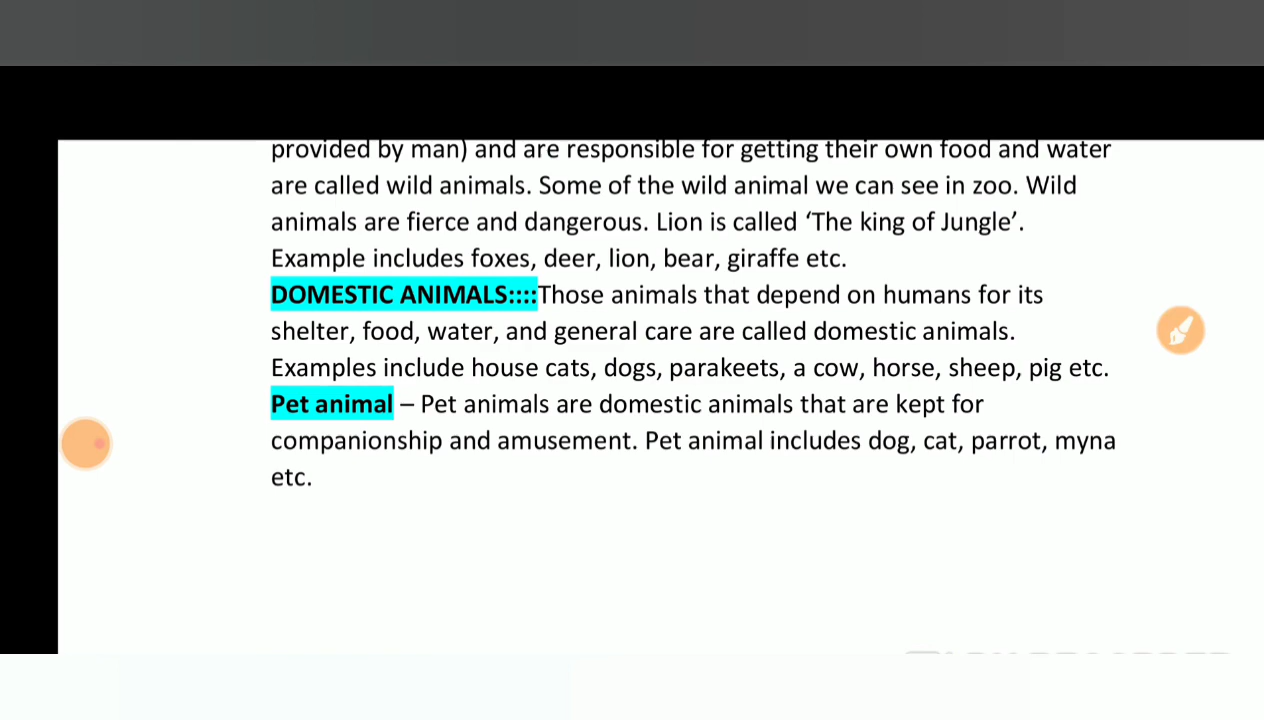 provided by man) and are responsible for getting their own food and water
are called wild animals. Some of the wild animal we can see in zoo. Wild
animals are fierce and dangerous. Lion is called ‘The king of Jungle’.
Example includes foxes, deer, lion, bear, giraffe etc.
DOMESTIC ANIMALS::::Those animals that depend on humans for its
shelter, food, water, and general care are called domestic animals.
Examples include house cats, dogs, parakeets, a cow, horse, sheep, pig etc.
Pet animal – Pet animals are domestic animals that are kept for
companionship and amusement. Pet animal includes dog, cat, parrot, myna
etc.